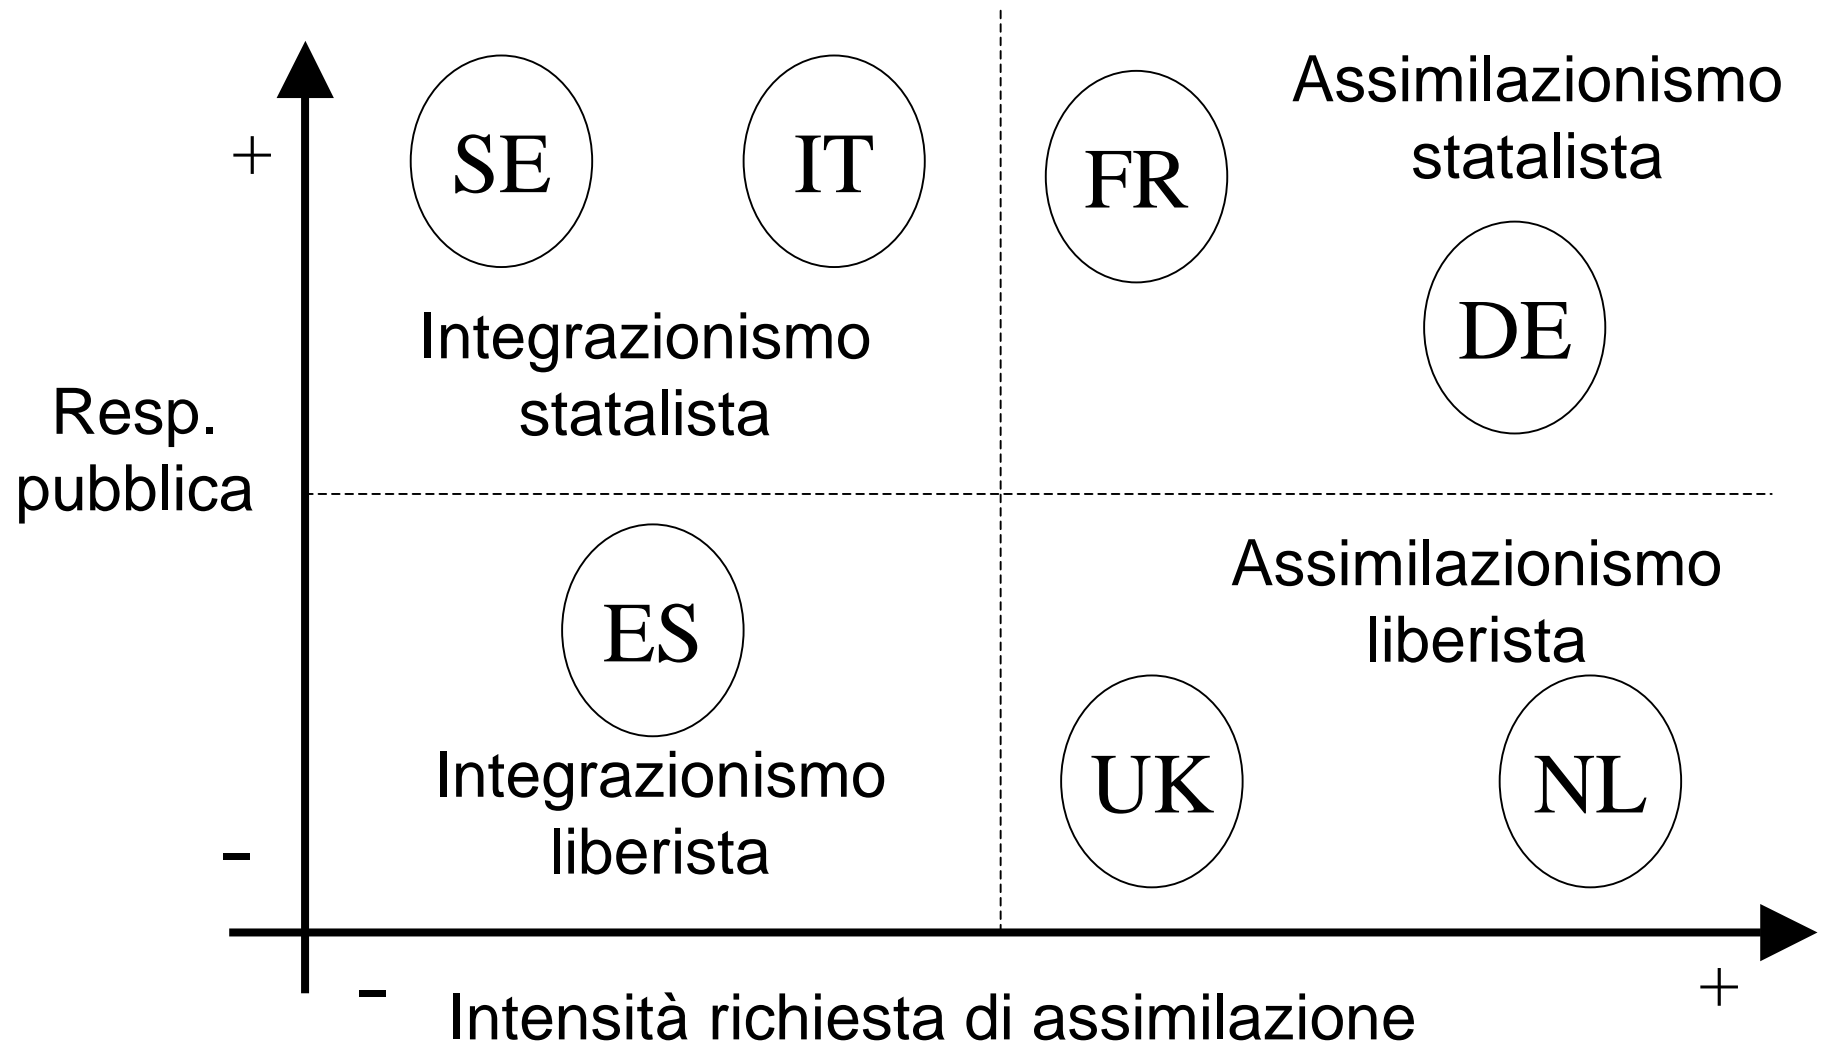 Assimilazionismo
statalista
+
SE
IT
FR
DE
Integrazionismo
statalista
Resp.
pubblica
ES
Assimilazionismo
liberista
Integrazionismo
liberista
UK
NL
-
-
+
Intensità richiesta di assimilazione